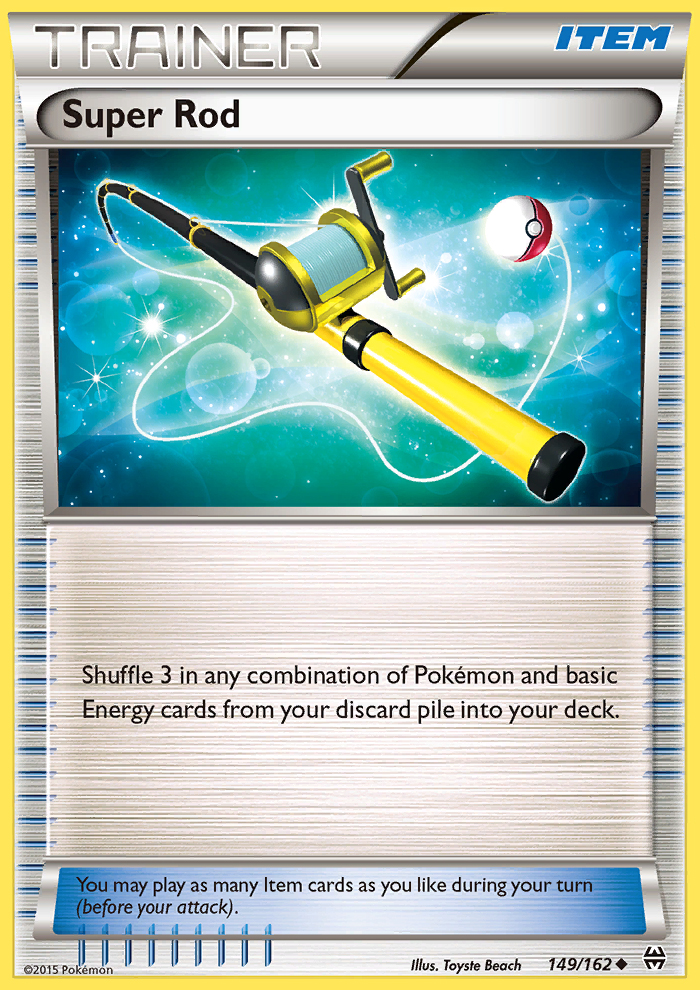 TRAINER
ITEM
Super Rod
Shuffle 3 in any combination of Pokémon and basic
Energy cards from your discard pile into your deck.
You may play as many Item cards as you like during your turn
(before your attack).
©2015 Pokémon
Illus. Toyste Beach
149/162